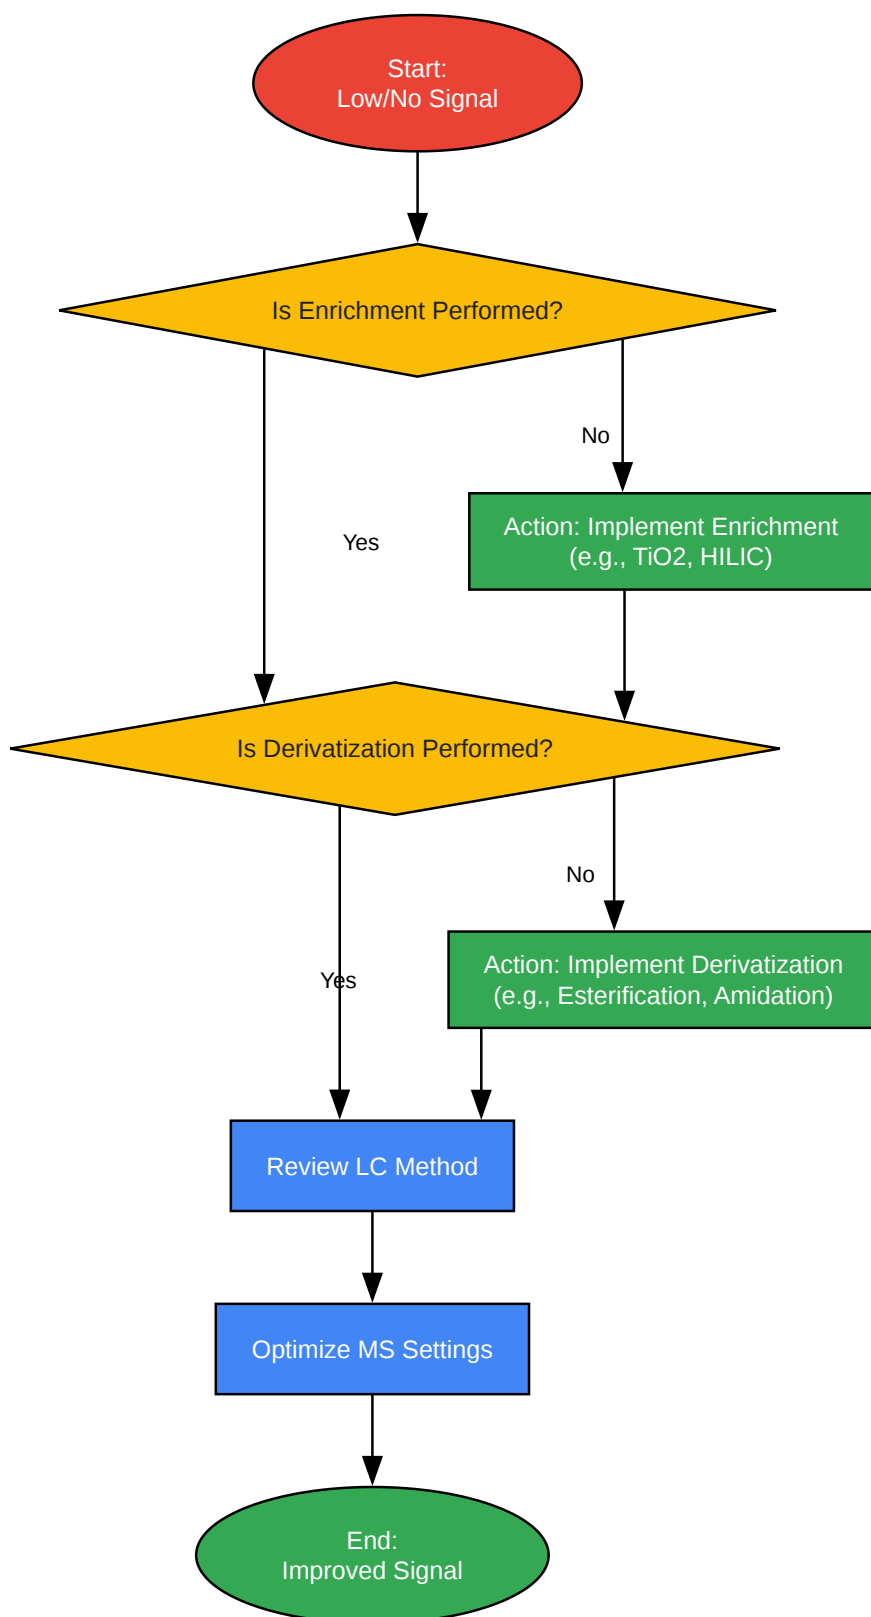 Start:
Low/No Signal
Is Enrichment Performed?
No
Action: Implement Enrichment
(e.g., TiO2, HILIC)
Yes
Is Derivatization Performed?
No
Action: Implement Derivatization
(e.g., Esterification, Amidation)
Yes
Review LC Method
Optimize MS Settings
End:
Improved Signal